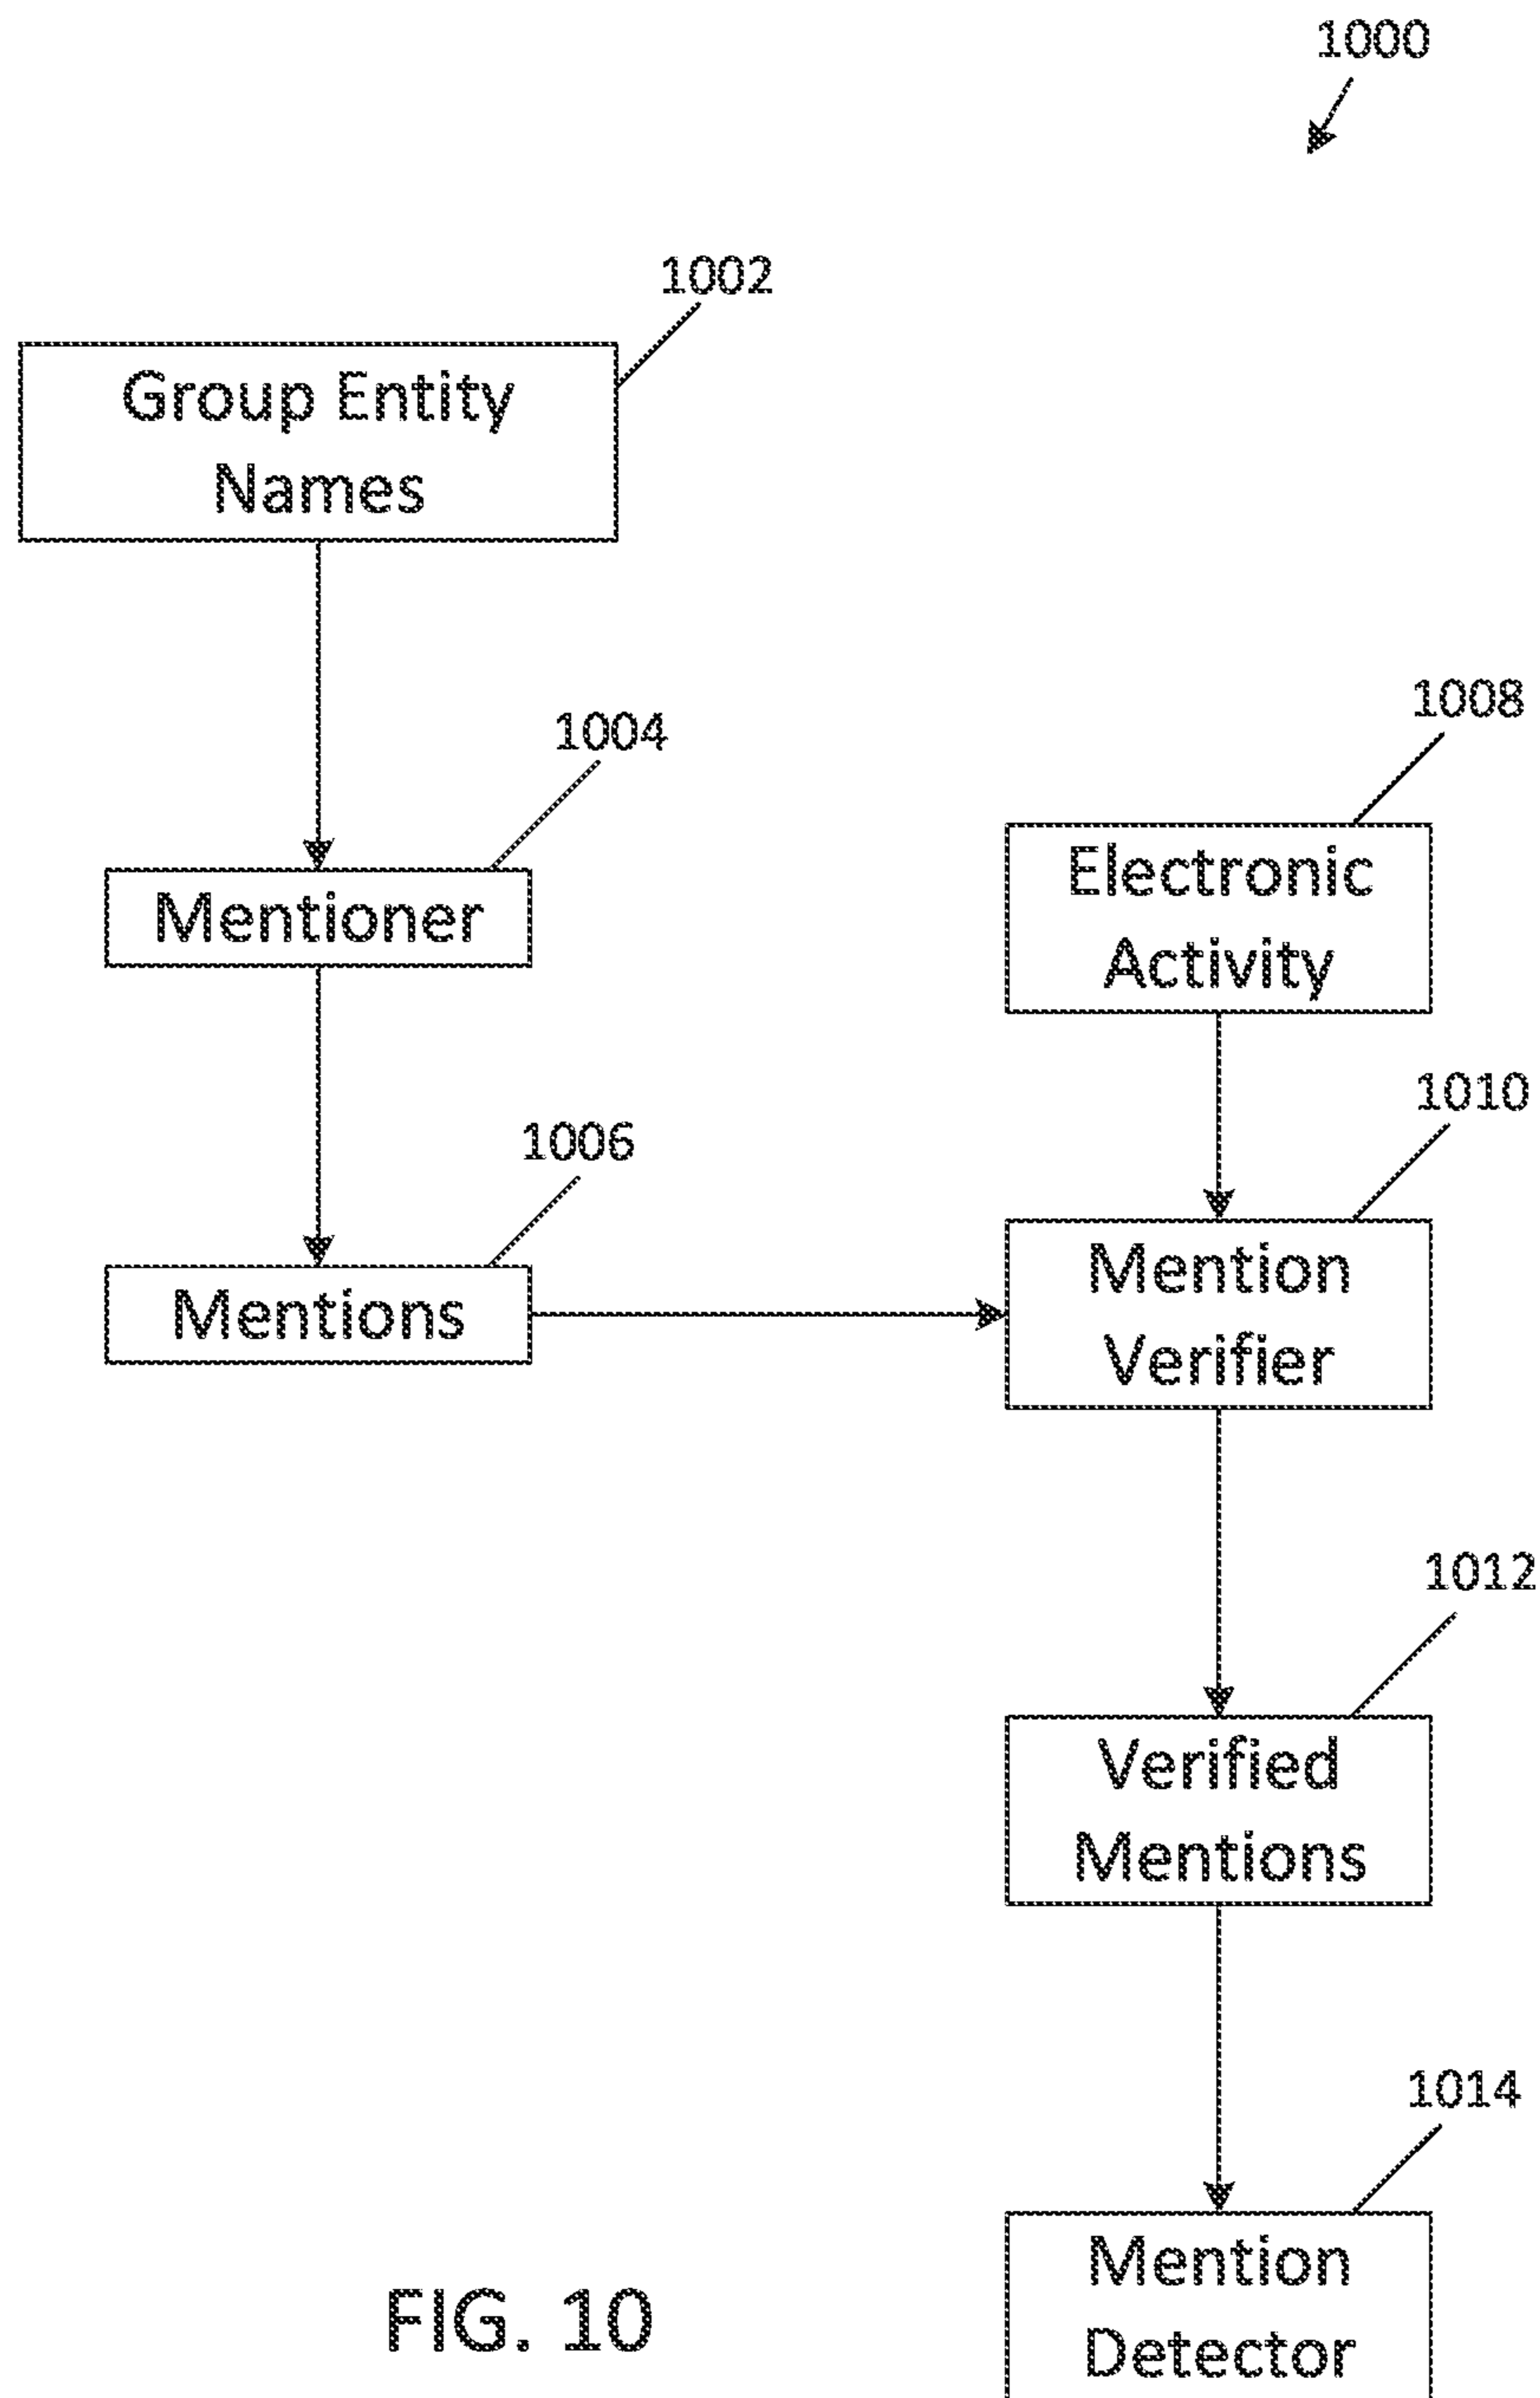 1000
1002
Group Entity
Names
1004
Mentioner
1006
Mentions
1008
Electronic
Activity
1010
Mention
Verifier
1012
Verified
Mentions
1014
Mention
Detector
FIG. 10